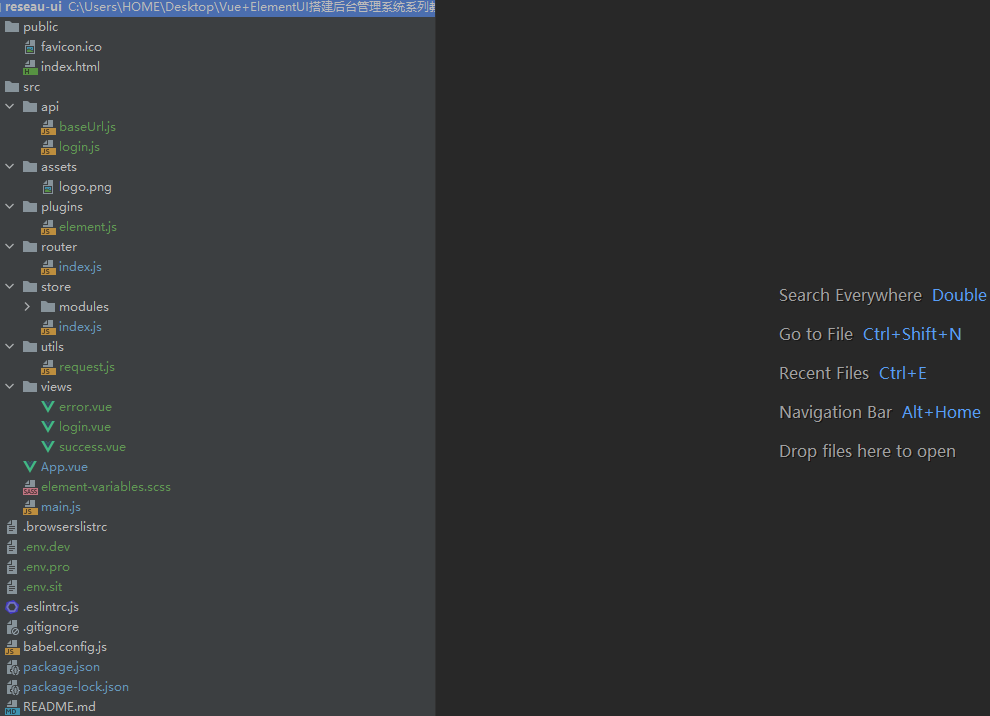 reseau-ui C:\Users\HOME\Desktop\Vue+ElementUI搭建后台管理系统系列
public
favicon.ico
index.html
src
api
baseUrl.js
login.js
assets
logo.png
plugins
element.js
router
index.js
store
modules
index.js
utils
request.js
views
error.vue
login.vue
success.vue
App.vue
element-variables.scss
main.js
.browserslistrc
.env.dev
.env.pro
.env.sit
.eslintrc.js
.gitignore
babel.config.js
package.json
package-lock.json
README.md
Search Everywhere Double
Go to File Ctrl+Shift+N
Recent Files Ctrl+E
Navigation Bar Alt+Home
Drop files here to open